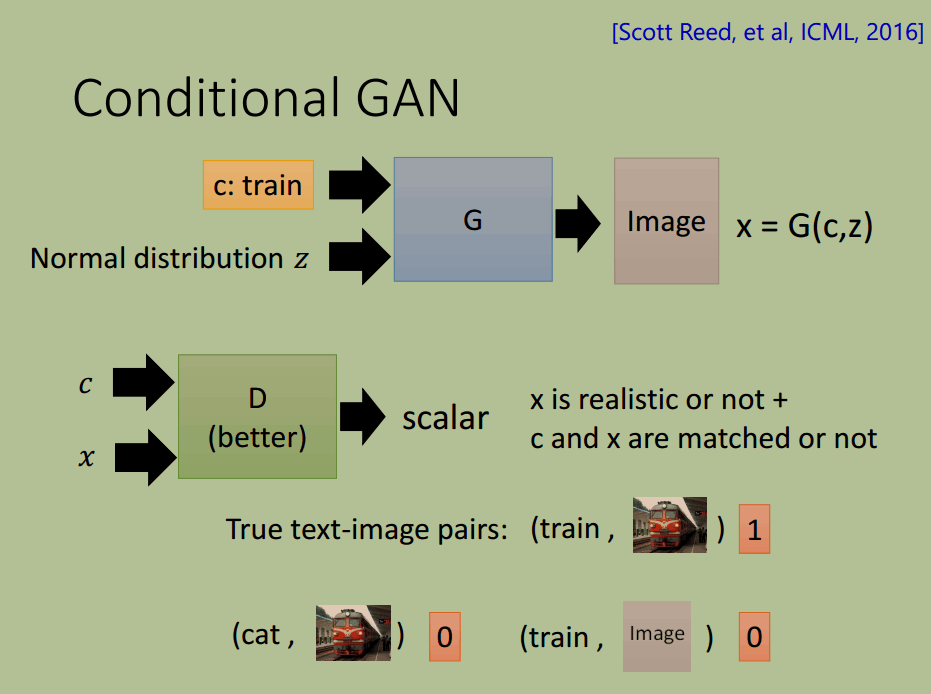 [Scott Reed, et al, ICML, 2016]
Conditional GAN
c: train
G
Image
x = G(c,z)
Normal distribution z
c
D
(better)
x
scalar
x is realistic or not +
c and x are matched or not
True text-image pairs:
(train , ) 1
(cat , ) 0
(train , Image ) 0